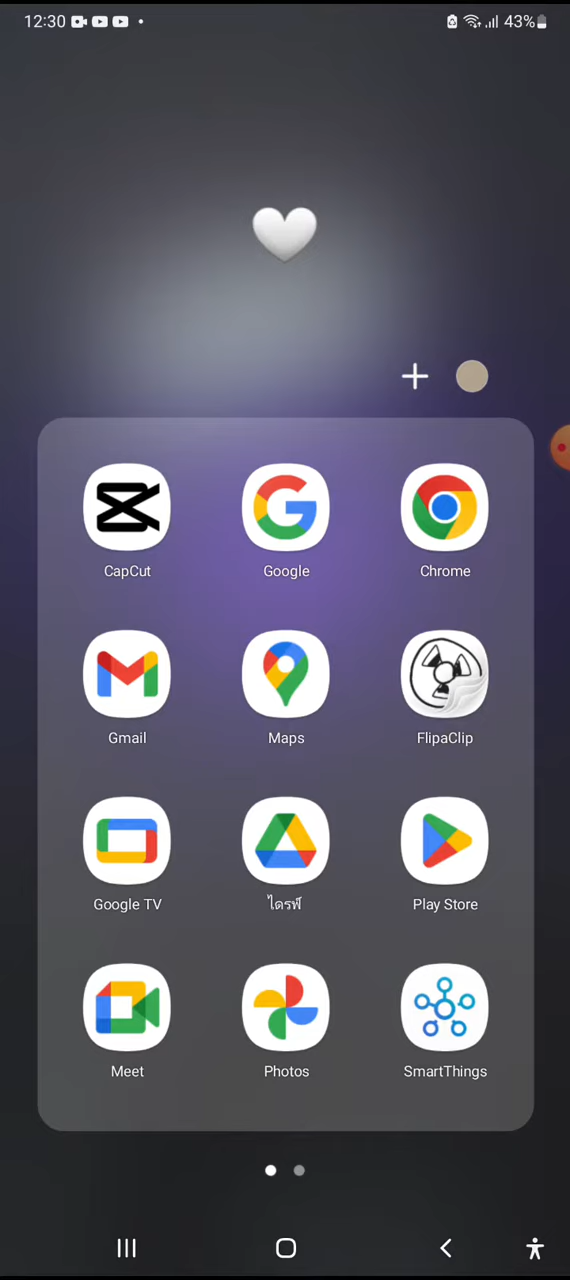 12:30 43%
CapCut Google Chrome
Gmail Maps FlipaClip
Google TV ไดรฟ์ Play Store
Meet Photos SmartThings